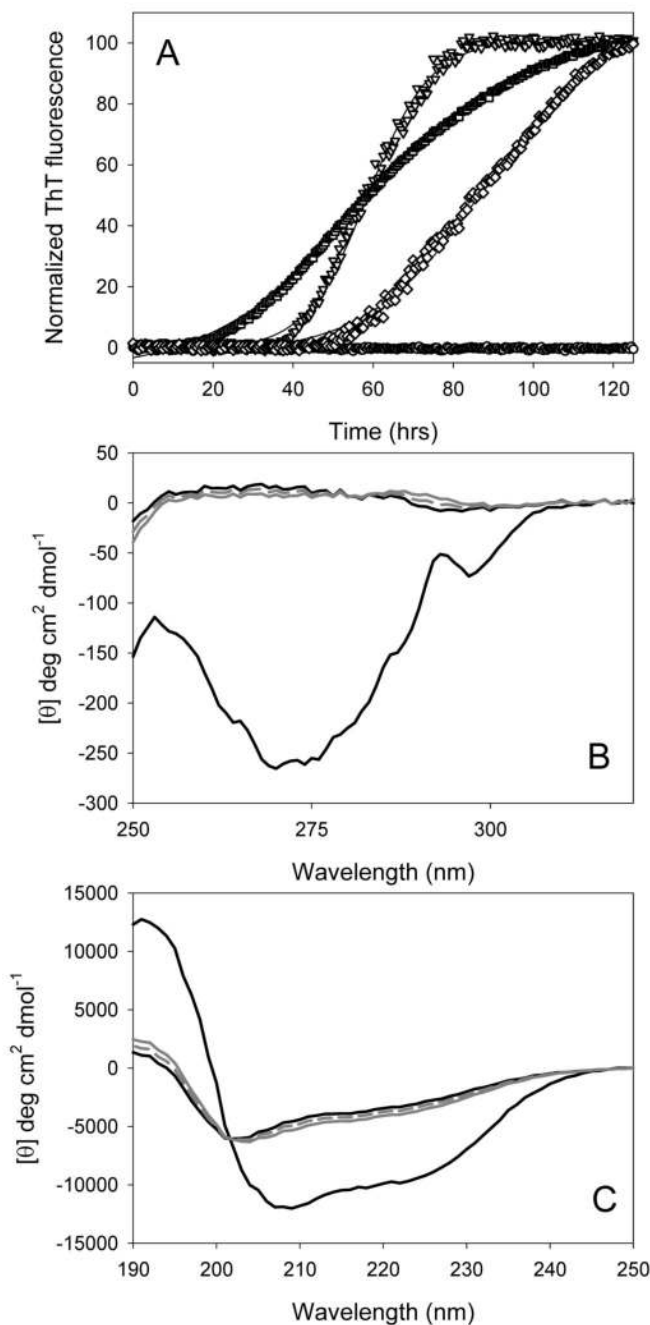 A
Normalized ThT fluorescence
100
80
60
40
20
0
0 20 40 60 80 100 120
Time (hrs)
B
[θ] deg cm² dmol⁻¹
50
0
-50
-100
-150
-200
-250
-300
250 275 300
Wavelength (nm)
C
[θ] deg cm² dmol⁻¹
15000
10000
5000
0
-5000
-10000
-15000
190 200 210 220 230 240 250
Wavelength (nm)